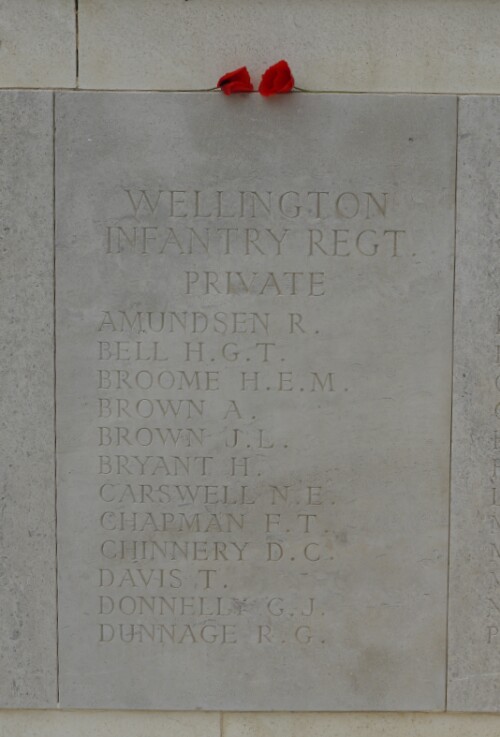 WELLINGTON
INFANTRY REGT.
PRIVATE
AMUNDSEN R.
BELL H.G.T.
BROOME H.E.M.
BROWN A.
BROWN J.L.
BRYANT H.
CARSWELL N.E.
CHAPMAN F.T.
CHINNERY D.C.
DAVIS T.
DONNELLY G.J.
DUNNAGE R.G.